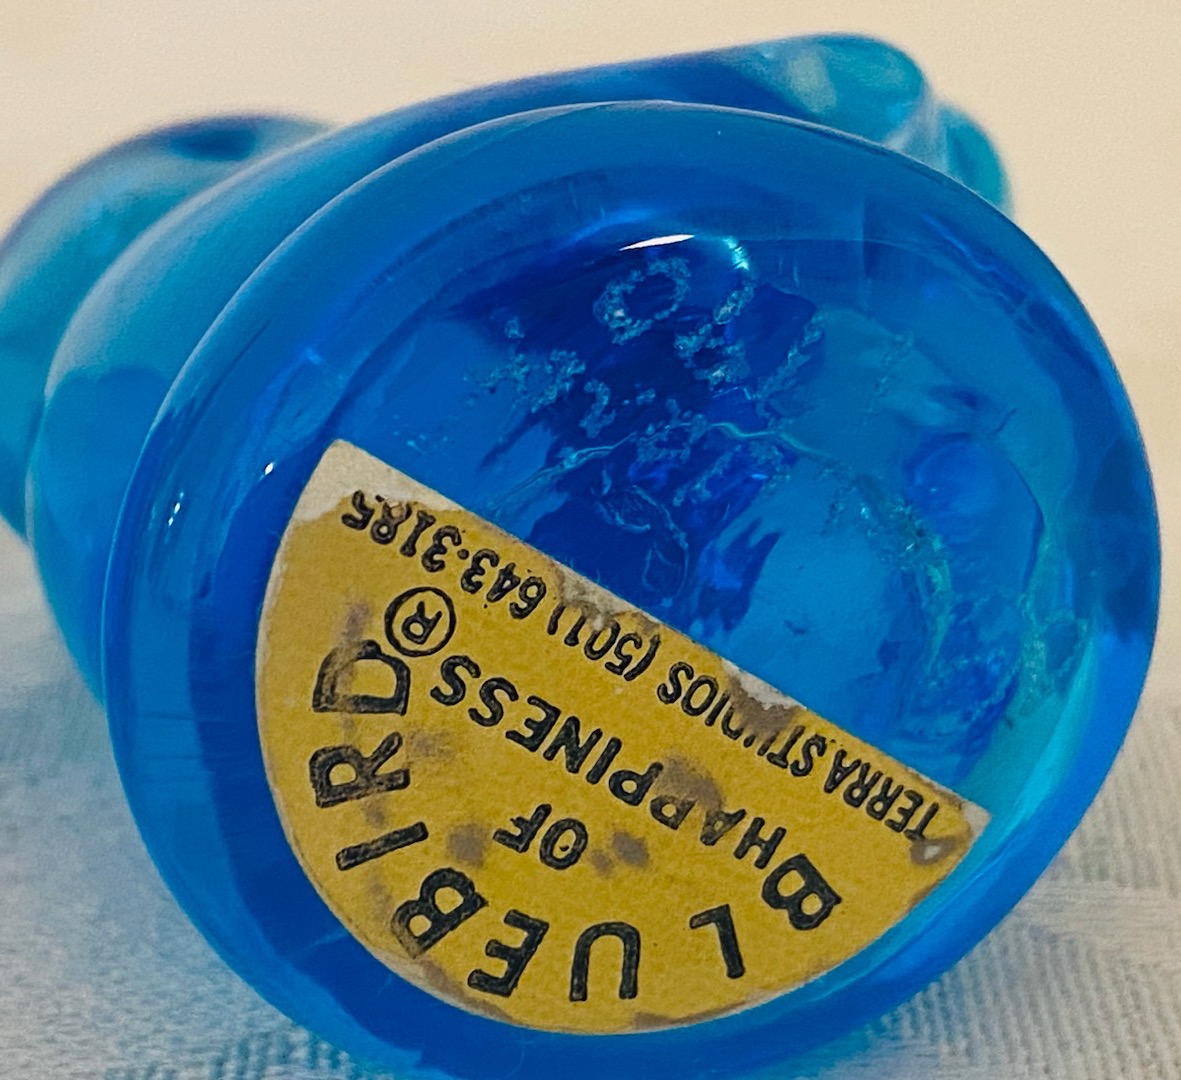 BLUEBIRD®
OF
HAPPINESS
TERRA STUDIOS (501) 643-3185